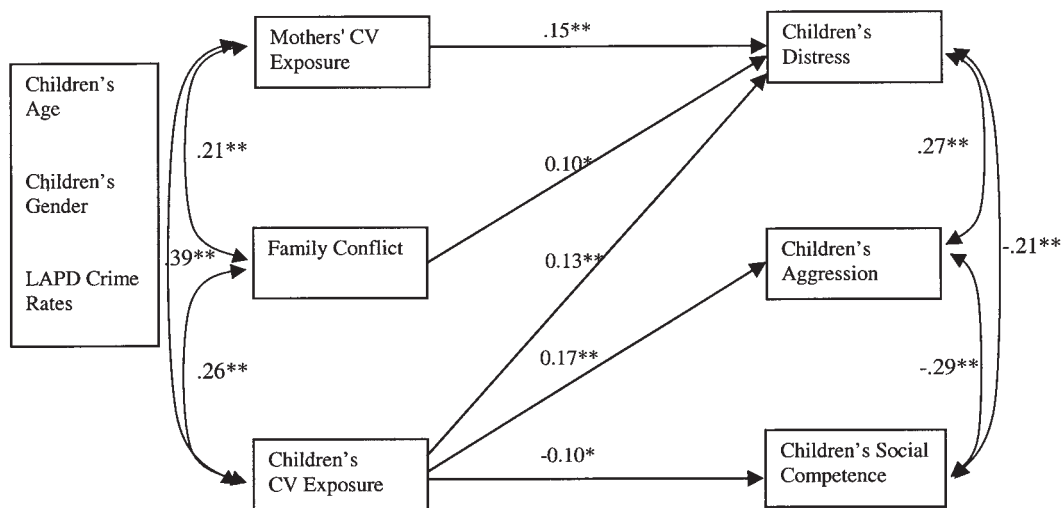 Children's
Age
Children's
Gender
LAPD Crime
Rates
Mothers' CV
Exposure
Family Conflict
Children's
CV Exposure
.21**
.39**
.26**
.15**
0.10*
0.13**
0.17**
-0.10*
Children's
Distress
Children's
Aggression
Children's Social
Competence
.27**
-.21**
-.29**